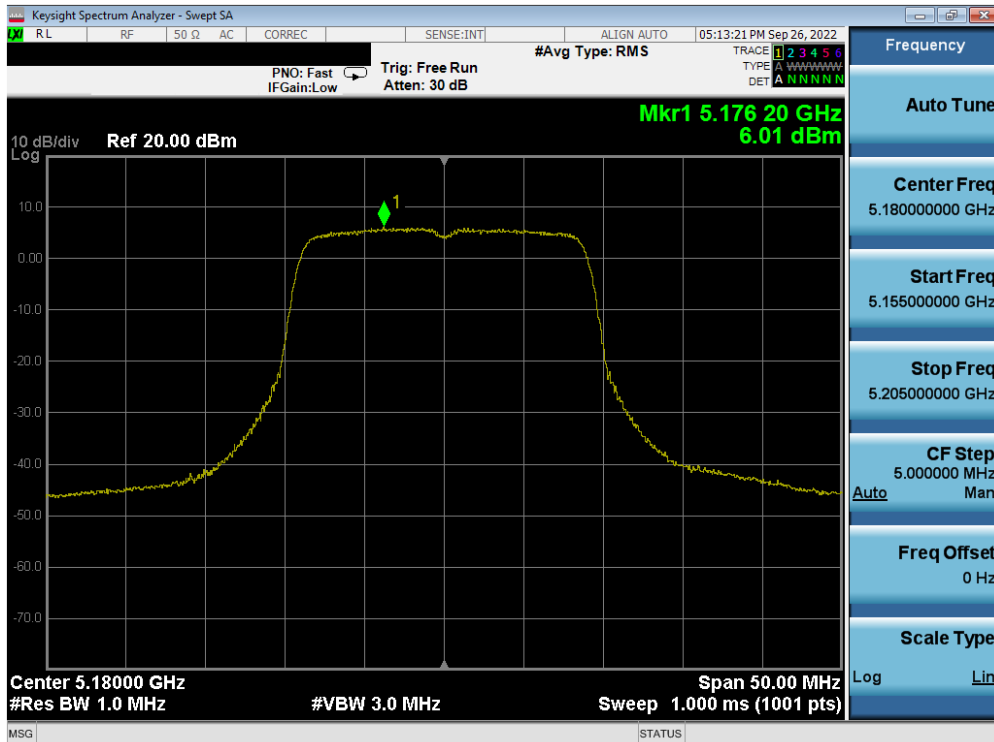 Keysight Spectrum Analyzer - Swept SA
LXI RL RF 50 Ω AC CORREC SENSE:INT ALIGN AUTO 05:13:21 PM Sep 26, 2022
#Avg Type: RMS
TRACE 1 2 3 4 5 6
TYPE A WWWWW
DET A N N N N N
PNO: Fast
IFGain:Low
Trig: Free Run
Atten: 30 dB
Mkr1 5.176 20 GHz
6.01 dBm
10 dB/div Ref 20.00 dBm
Log
1
10.0
0.00
-10.0
-20.0
-30.0
-40.0
-50.0
-60.0
-70.0
Center 5.18000 GHz Span 50.00 MHz
#Res BW 1.0 MHz #VBW 3.0 MHz Sweep 1.000 ms (1001 pts)
MSG STATUS
Frequency
Auto Tune
Center Freq
5.180000000 GHz
Start Freq
5.155000000 GHz
Stop Freq
5.205000000 GHz
CF Step
5.000000 MHz
Auto Man
Freq Offset
0 Hz
Scale Type
Log Lin